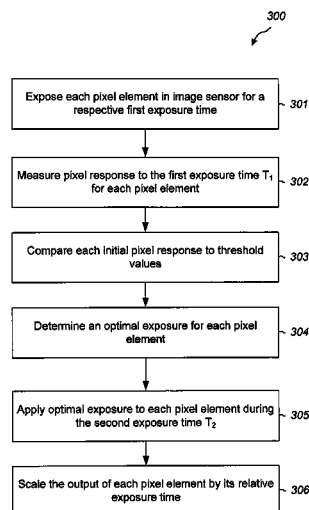 300
Expose each pixel element in image sensor for a
respective first exposure time
301
Measure pixel response to the first exposure time T1
for each pixel element
302
Compare each initial pixel response to threshold
values
303
Determine an optimal exposure for each pixel
element
304
Apply optimal exposure to each pixel element during
the second exposure time T2
305
Scale the output of each pixel element by its relative
exposure time
306